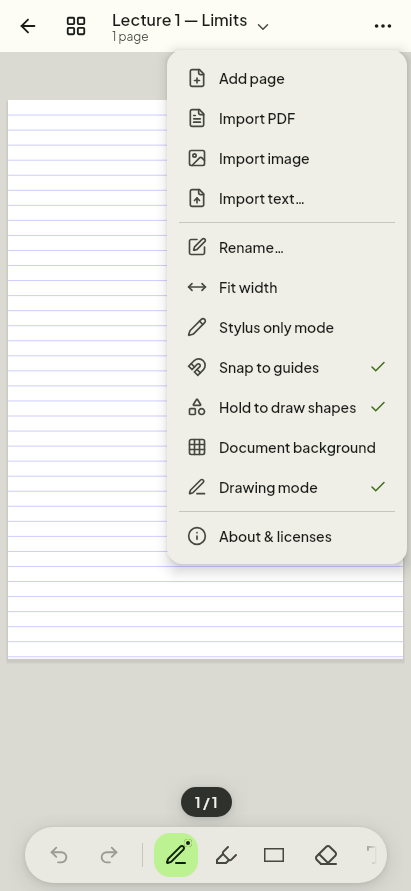 Lecture 1 — Limits
1 page
Add page
Import PDF
Import image
Import text…
Rename…
Fit width
Stylus only mode
Snap to guides
Hold to draw shapes
Document background
Drawing mode
About & licenses
1 / 1